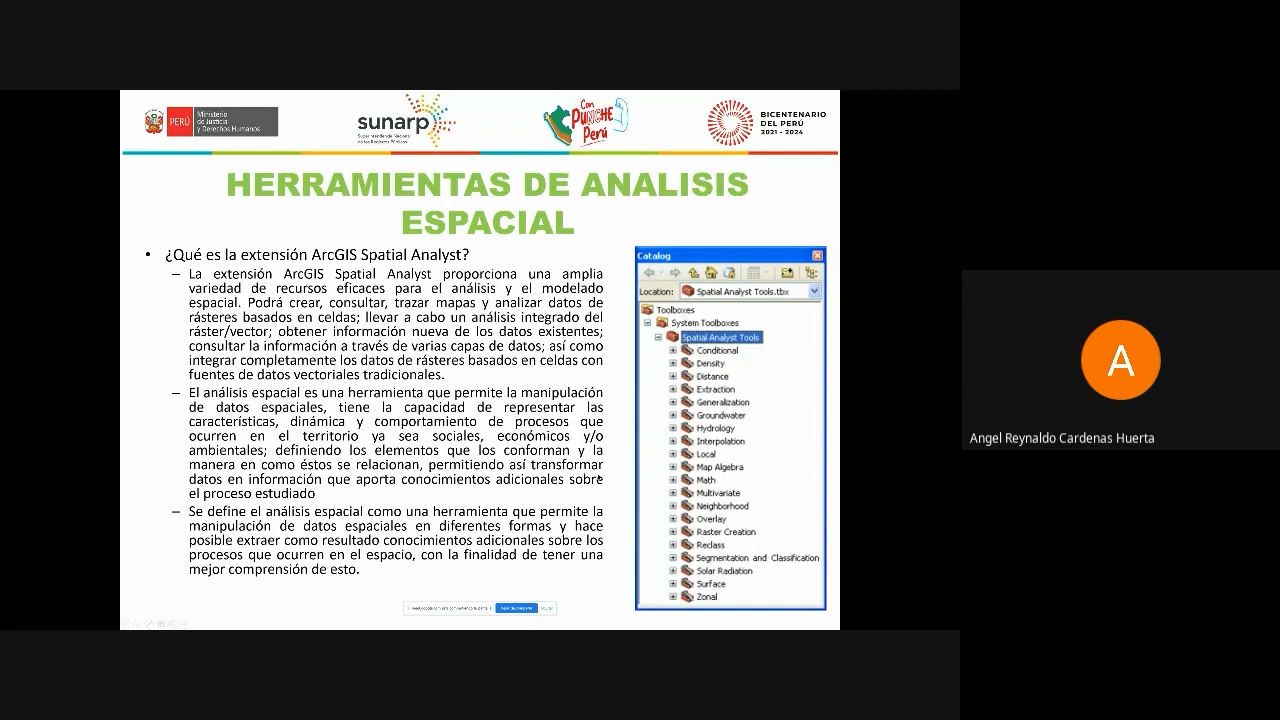 PERÚ
Ministerio
de Justicia
y Derechos Humanos
sunarp
Superintendencia Nacional
de los Registros Públicos
Con
PUNCHE
Perú
BICENTENARIO
DEL PERÚ
2021 - 2024
HERRAMIENTAS DE ANALISIS
ESPACIAL
• ¿Qué es la extensión ArcGIS Spatial Analyst?
– La extensión ArcGIS Spatial Analyst proporciona una amplia
variedad de recursos eficaces para el análisis y el modelado
espacial. Podrá crear, consultar, trazar mapas y analizar datos de
rásteres basados en celdas; llevar a cabo un análisis integrado del
ráster/vector; obtener información nueva de los datos existentes;
consultar la información a través de varias capas de datos; así como
integrar completamente los datos de rásteres basados en celdas con
fuentes de datos vectoriales tradicionales.
– El análisis espacial es una herramienta que permite la manipulación
de datos espaciales, tiene la capacidad de representar las
características, dinámica y comportamiento de procesos que
ocurren en el territorio ya sea sociales, económicos y/o
ambientales; definiendo los elementos que los conforman y la
manera en como éstos se relacionan, permitiendo así transformar
datos en información que aporta conocimientos adicionales sobre
el proceso estudiado
– Se define el análisis espacial como una herramienta que permite la
manipulación de datos espaciales en diferentes formas y hace
posible extraer como resultado conocimientos adicionales sobre los
procesos que ocurren en el espacio, con la finalidad de tener una
mejor comprensión de esto.
Catalog
Location: Spatial Analyst Tools.tbx
Toolboxes
System Toolboxes
Spatial Analyst Tools
Conditional
Density
Distance
Extraction
Generalization
Groundwater
Hydrology
Interpolation
Local
Map Algebra
Math
Multivariate
Neighborhood
Overlay
Raster Creation
Reclass
Segmentation and Classification
Solar Radiation
Surface
Zonal
A
Angel Reynaldo Cardenas Huerta